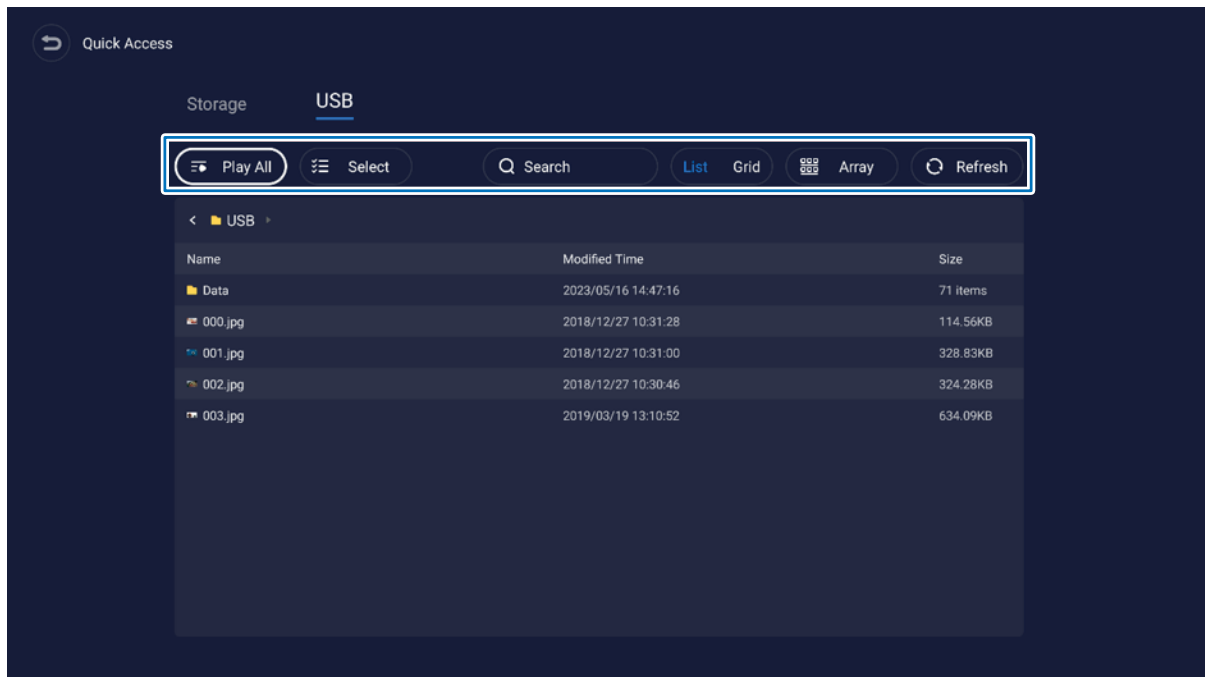 Quick Access
Storage USB
Play All Select Search List Grid Array Refresh
USB
Name Modified Time Size
Data 2023/05/16 14:47:16 71 items
000.jpg 2018/12/27 10:31:28 114.56KB
001.jpg 2018/12/27 10:31:00 328.83KB
002.jpg 2018/12/27 10:30:46 324.28KB
003.jpg 2019/03/19 13:10:52 634.09KB